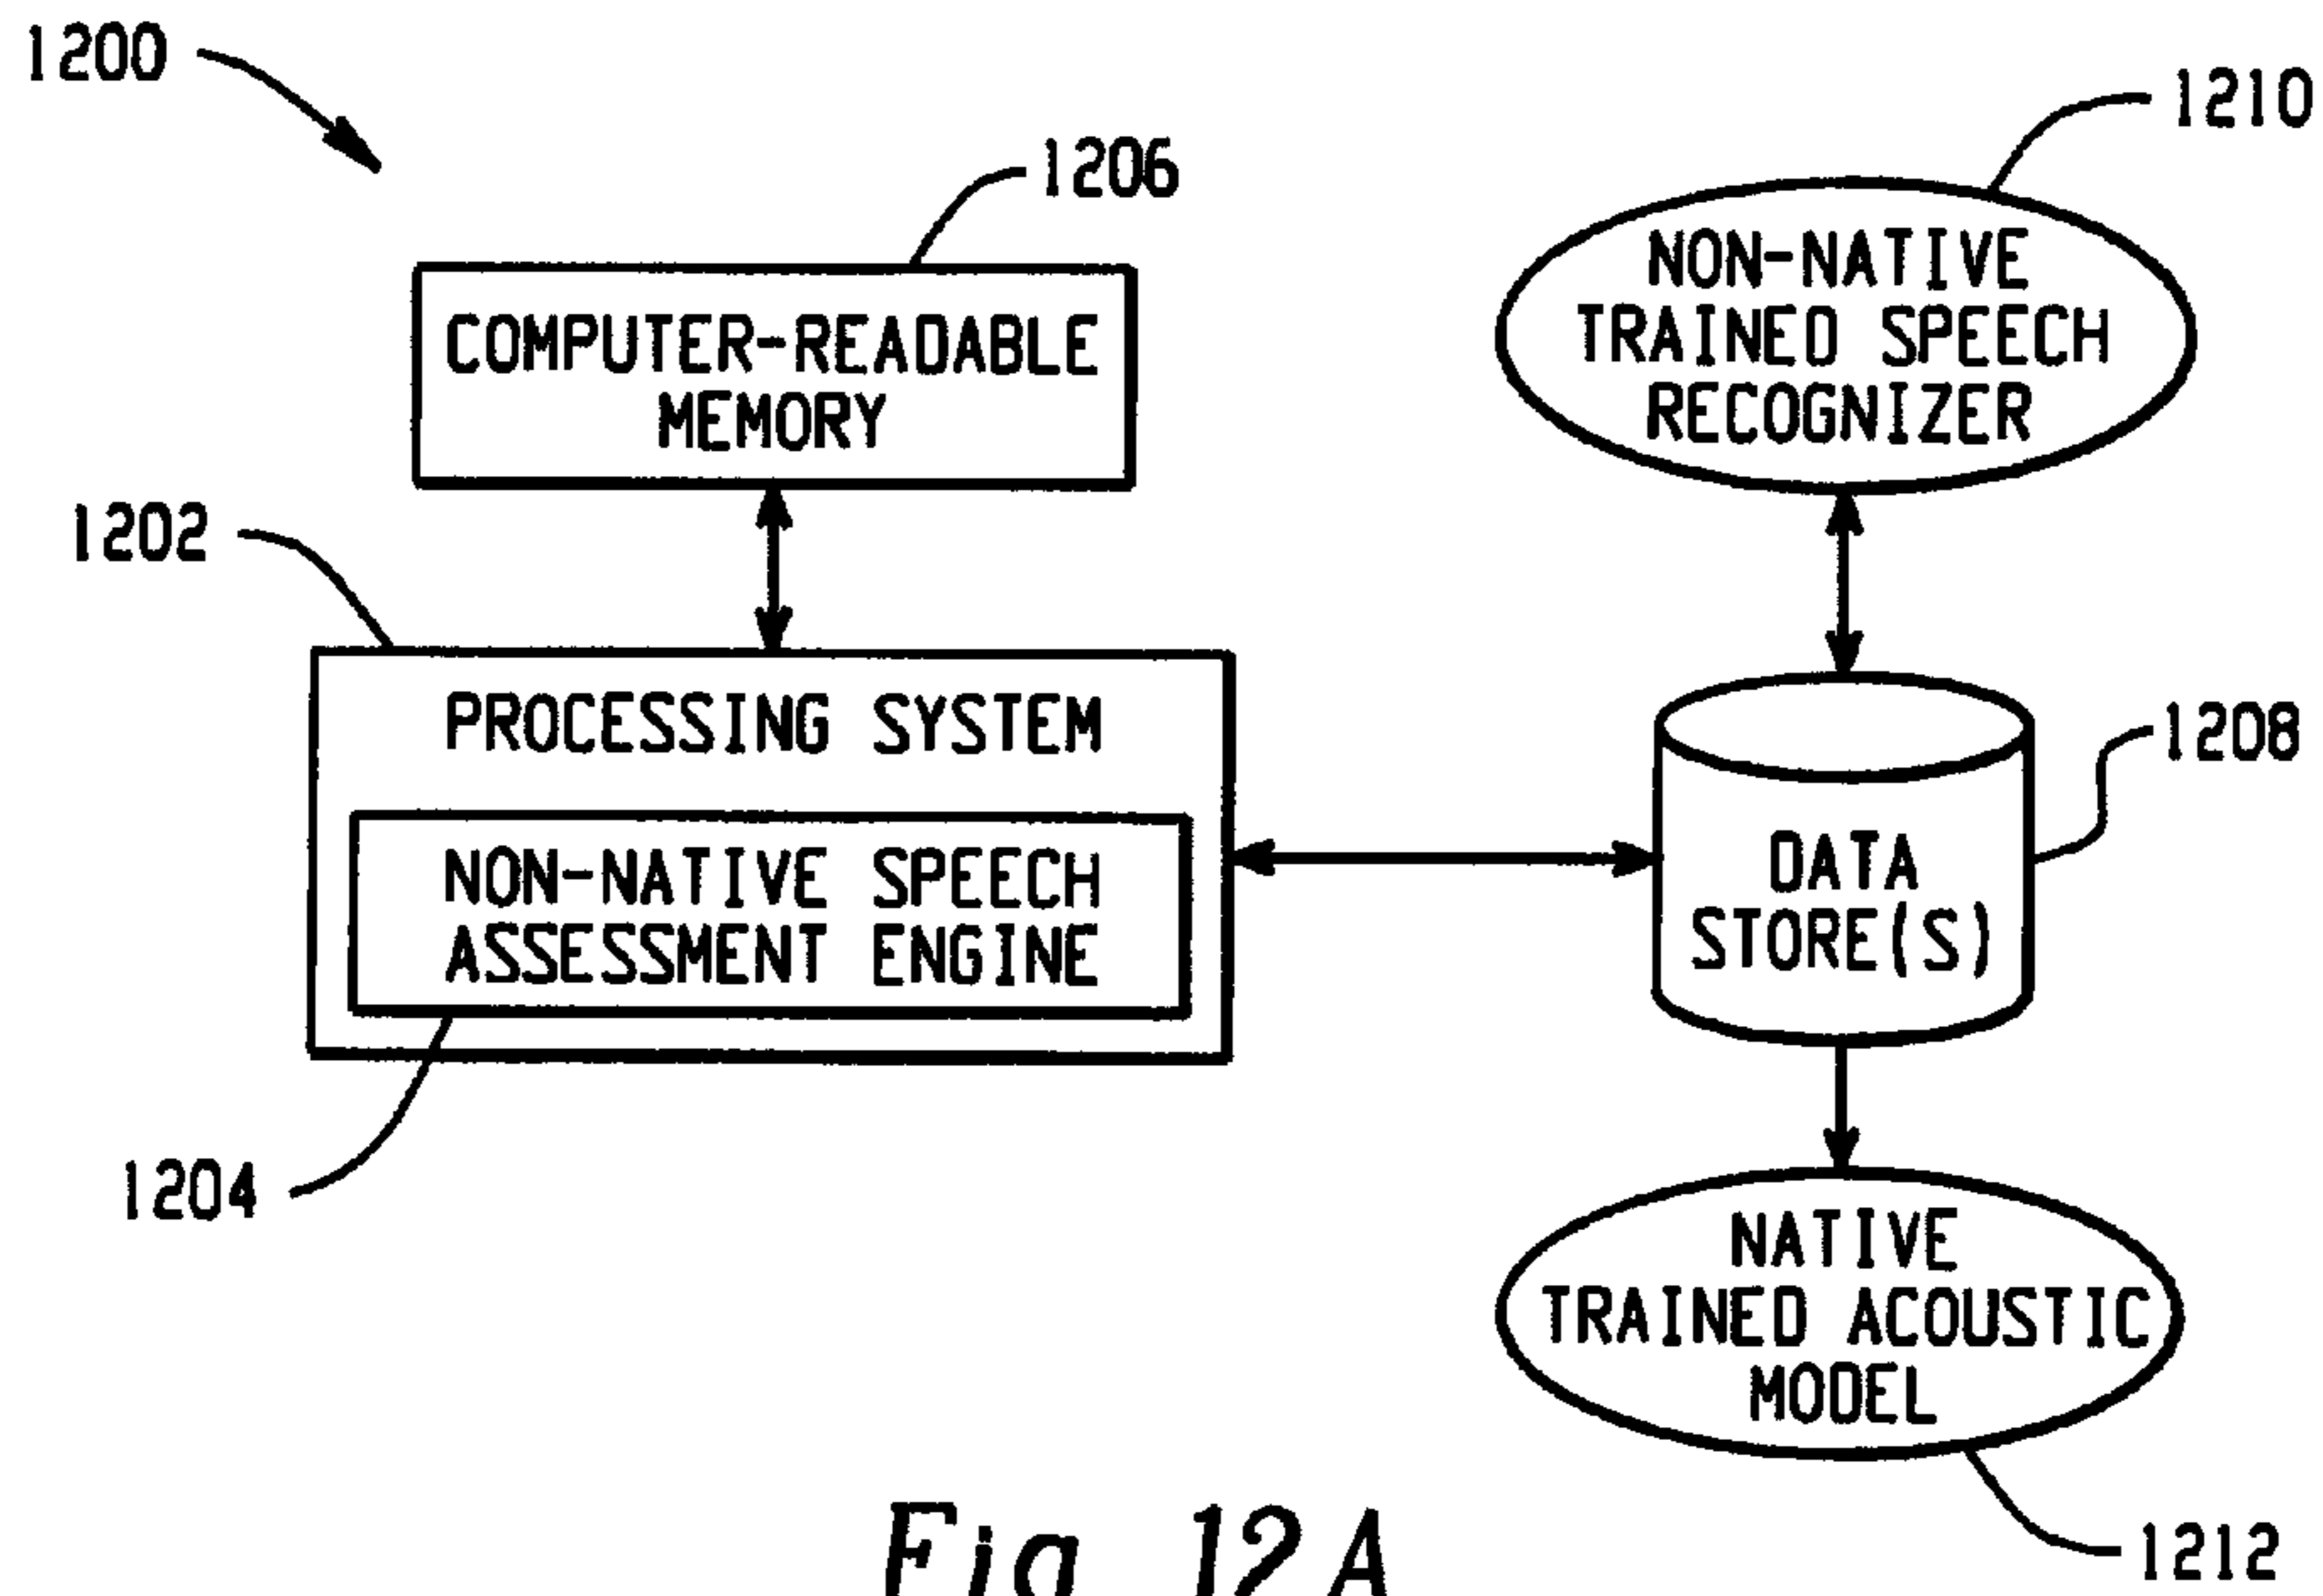 1200
1210
1206
NON-NATIVE
TRAINED SPEECH
RECOGNIZER
COMPUTER-READABLE
MEMORY
1202
PROCESSING SYSTEM
1208
NON-NATIVE SPEECH
ASSESSMENT ENGINE
DATA
STORE(S)
1204
NATIVE
TRAINED ACOUSTIC
MODEL
1212
Fig 12A